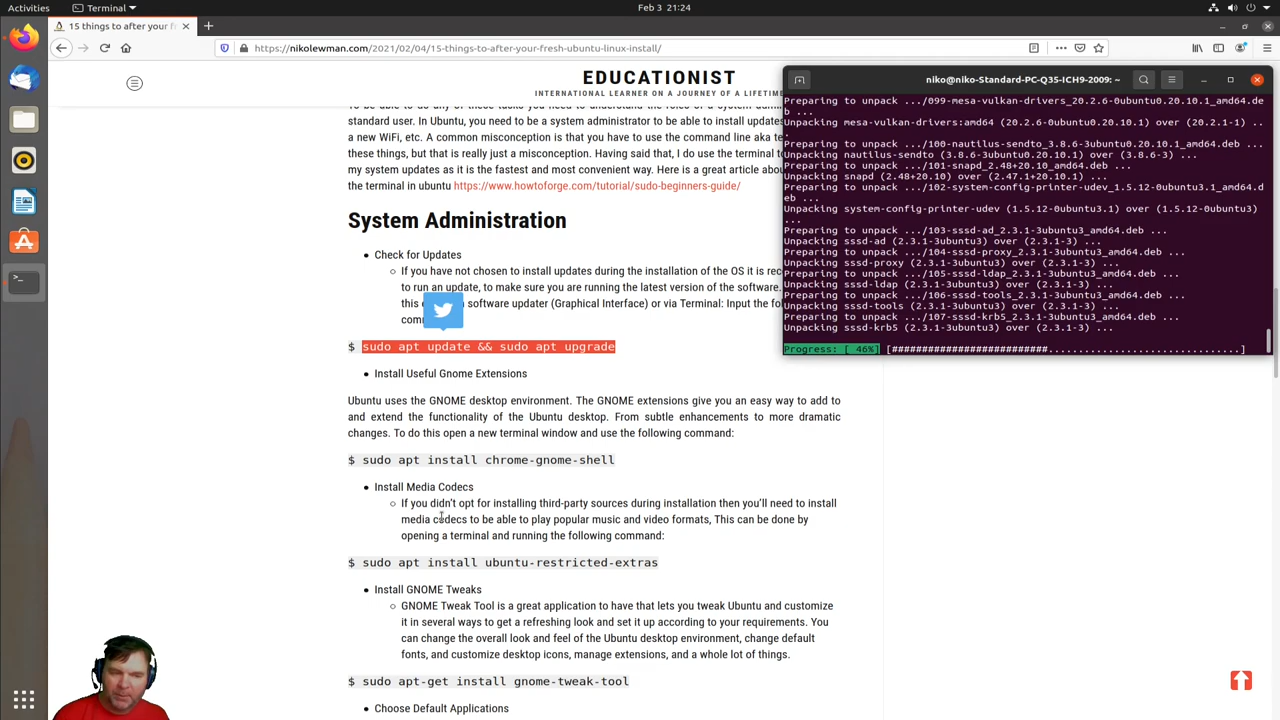 Activities
Terminal
Feb 3 21:24
15 things to after your f
https://nikolewman.com/2021/02/04/15-things-to-after-your-fresh-ubuntu-linux-install/
EDUCATIONIST
INTERNATIONAL LEARNER ON A JOURNEY OF A LIFETIME
To be able to do any of these tasks you need to understand the roles of a system admin
standard user. In Ubuntu, you need to be a system administrator to be able to install updates
a new WiFi, etc. A common misconception is that you have to use the command line aka te
these things, but that is really just a misconception. Having said that, I do use the terminal to
my system updates as it is the fastest and most convenient way. Here is a great article abou
the terminal in ubuntu https://www.howtoforge.com/tutorial/sudo-beginners-guide/
System Administration
• Check for Updates
If you have not chosen to install updates during the installation of the OS it is rec
to run an update, to make sure you are running the latest version of the software.
this software updater (Graphical Interface) or via Terminal: Input the fol
com
$ sudo apt update && sudo apt upgrade
• Install Useful Gnome Extensions
Ubuntu uses the GNOME desktop environment. The GNOME extensions give you an easy way to add to
and extend the functionality of the Ubuntu desktop. From subtle enhancements to more dramatic
changes. To do this open a new terminal window and use the following command:
$ sudo apt install chrome-gnome-shell
• Install Media Codecs
If you didn't opt for installing third-party sources during installation then you'll need to install
media codecs to be able to play popular music and video formats, This can be done by
opening a terminal and running the following command:
$ sudo apt install ubuntu-restricted-extras
• Install GNOME Tweaks
GNOME Tweak Tool is a great application to have that lets you tweak Ubuntu and customize
it in several ways to get a refreshing look and set it up according to your requirements. You
can change the overall look and feel of the Ubuntu desktop environment, change default
fonts, and customize desktop icons, manage extensions, and a whole lot of things.
$ sudo apt-get install gnome-tweak-tool
• Choose Default Applications
niko@niko-Standard-PC-Q35-ICH9-2009: ~
Preparing to unpack .../099-mesa-vulkan-drivers_20.2.6-0ubuntu0.20.10.1_amd64.de
b ...
Unpacking mesa-vulkan-drivers:amd64 (20.2.6-0ubuntu0.20.10.1) over (20.2.1-1) ..
.
Preparing to unpack .../100-nautilus-sendto_3.8.6-3ubuntu0.20.10.1_amd64.deb ...
Unpacking nautilus-sendto (3.8.6-3ubuntu0.20.10.1) over (3.8.6-3) ...
Preparing to unpack .../101-snapd_2.48+20.10_amd64.deb ...
Unpacking snapd (2.48+20.10) over (2.47.1+20.10.1) ...
Preparing to unpack .../102-system-config-printer-udev_1.5.12-0ubuntu3.1_amd64.d
eb ...
Unpacking system-config-printer-udev (1.5.12-0ubuntu3.1) over (1.5.12-0ubuntu3)
...
Preparing to unpack .../103-sssd-ad_2.3.1-3ubuntu3_amd64.deb ...
Unpacking sssd-ad (2.3.1-3ubuntu3) over (2.3.1-3) ...
Preparing to unpack .../104-sssd-proxy_2.3.1-3ubuntu3_amd64.deb ...
Unpacking sssd-proxy (2.3.1-3ubuntu3) over (2.3.1-3) ...
Preparing to unpack .../105-sssd-ldap_2.3.1-3ubuntu3_amd64.deb ...
Unpacking sssd-ldap (2.3.1-3ubuntu3) over (2.3.1-3) ...
Preparing to unpack .../106-sssd-tools_2.3.1-3ubuntu3_amd64.deb ...
Unpacking sssd-tools (2.3.1-3ubuntu3) over (2.3.1-3) ...
Preparing to unpack .../107-sssd-krb5_2.3.1-3ubuntu3_amd64.deb ...
Unpacking sssd-krb5 (2.3.1-3ubuntu3) over (2.3.1-3) ...
Progress: [ 46%] [##########################................................]